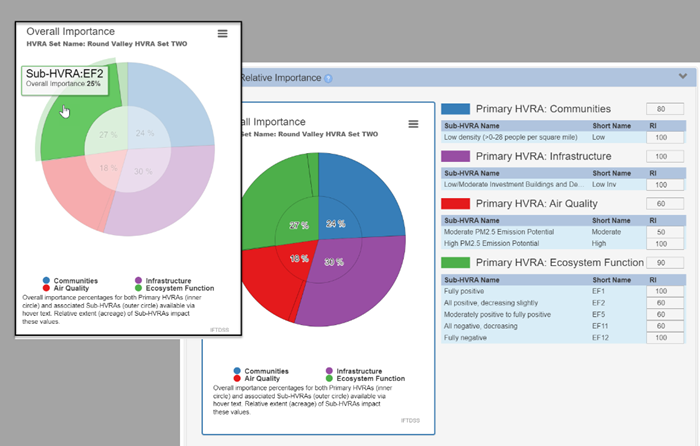 Overall Importance
HVRA Set Name: Round Valley HVRA Set TWO
Sub-HVRA:EF2
Overall Importance 25%
27 %
24 %
18 %
30 %
Communities
Infrastructure
Air Quality
Ecosystem Function
Overall importance percentages for both Primary HVRAs (inner
circle) and associated Sub-HVRAs (outer circle) available via
hover text. Relative extent (acreage) of Sub-HVRAs impact
these values.
IFTDSS
Relative Importance ?
all Importance
et Name: Round Valley HVRA Set TWO
27 %
24 %
18 %
30 %
Communities
Infrastructure
Air Quality
Ecosystem Function
Overall importance percentages for both Primary HVRAs (inner
circle) and associated Sub-HVRAs (outer circle) available via
hover text. Relative extent (acreage) of Sub-HVRAs impact
these values.
IFTDSS
Primary HVRA: Communities 80
Sub-HVRA Name Short Name RI
Low density (>0-28 people per square mile) Low 100
Primary HVRA: Infrastructure 100
Sub-HVRA Name Short Name RI
Low/Moderate Investment Buildings and De... Low Inv 100
Primary HVRA: Air Quality 60
Sub-HVRA Name Short Name RI
Moderate PM2.5 Emission Potential Moderate 50
High PM2.5 Emission Potential High 100
Primary HVRA: Ecosystem Function 90
Sub-HVRA Name Short Name RI
Fully positive EF1 100
All positive, decreasing slightly EF2 60
Moderately positive to fully positive EF5 60
All negative, decreasing EF11 60
Fully negative EF12 100